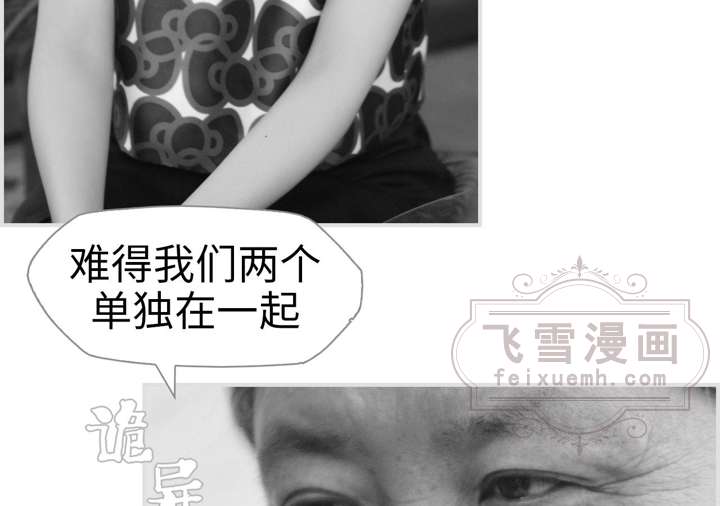 难得我们两个
单独在一起
飞雪漫画
feixuemh.com
诡
异